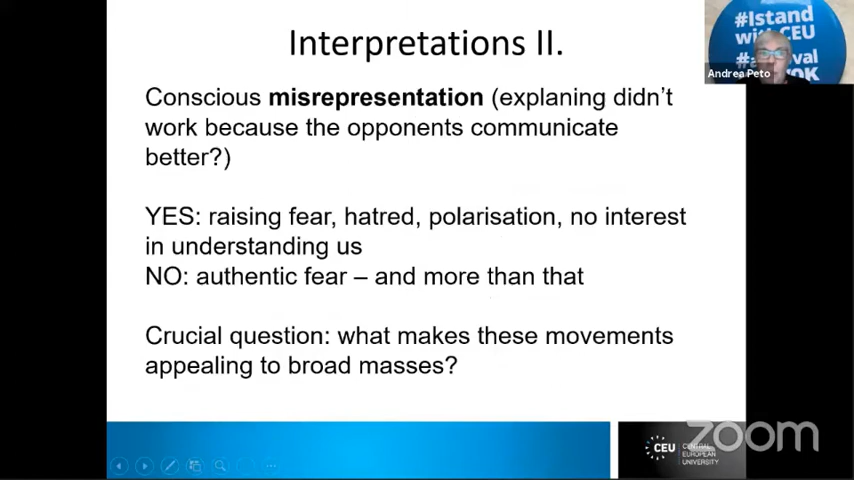 Interpretations II.
#Istand
with CEU
Andrea Peto
Conscious misrepresentation (explaning didn't
work because the opponents communicate
better?)
YES: raising fear, hatred, polarisation, no interest
in understanding us
NO: authentic fear – and more than that
Crucial question: what makes these movements
appealing to broad masses?
CEU
CENTRAL
EUROPEAN
UNIVERSITY
zoom